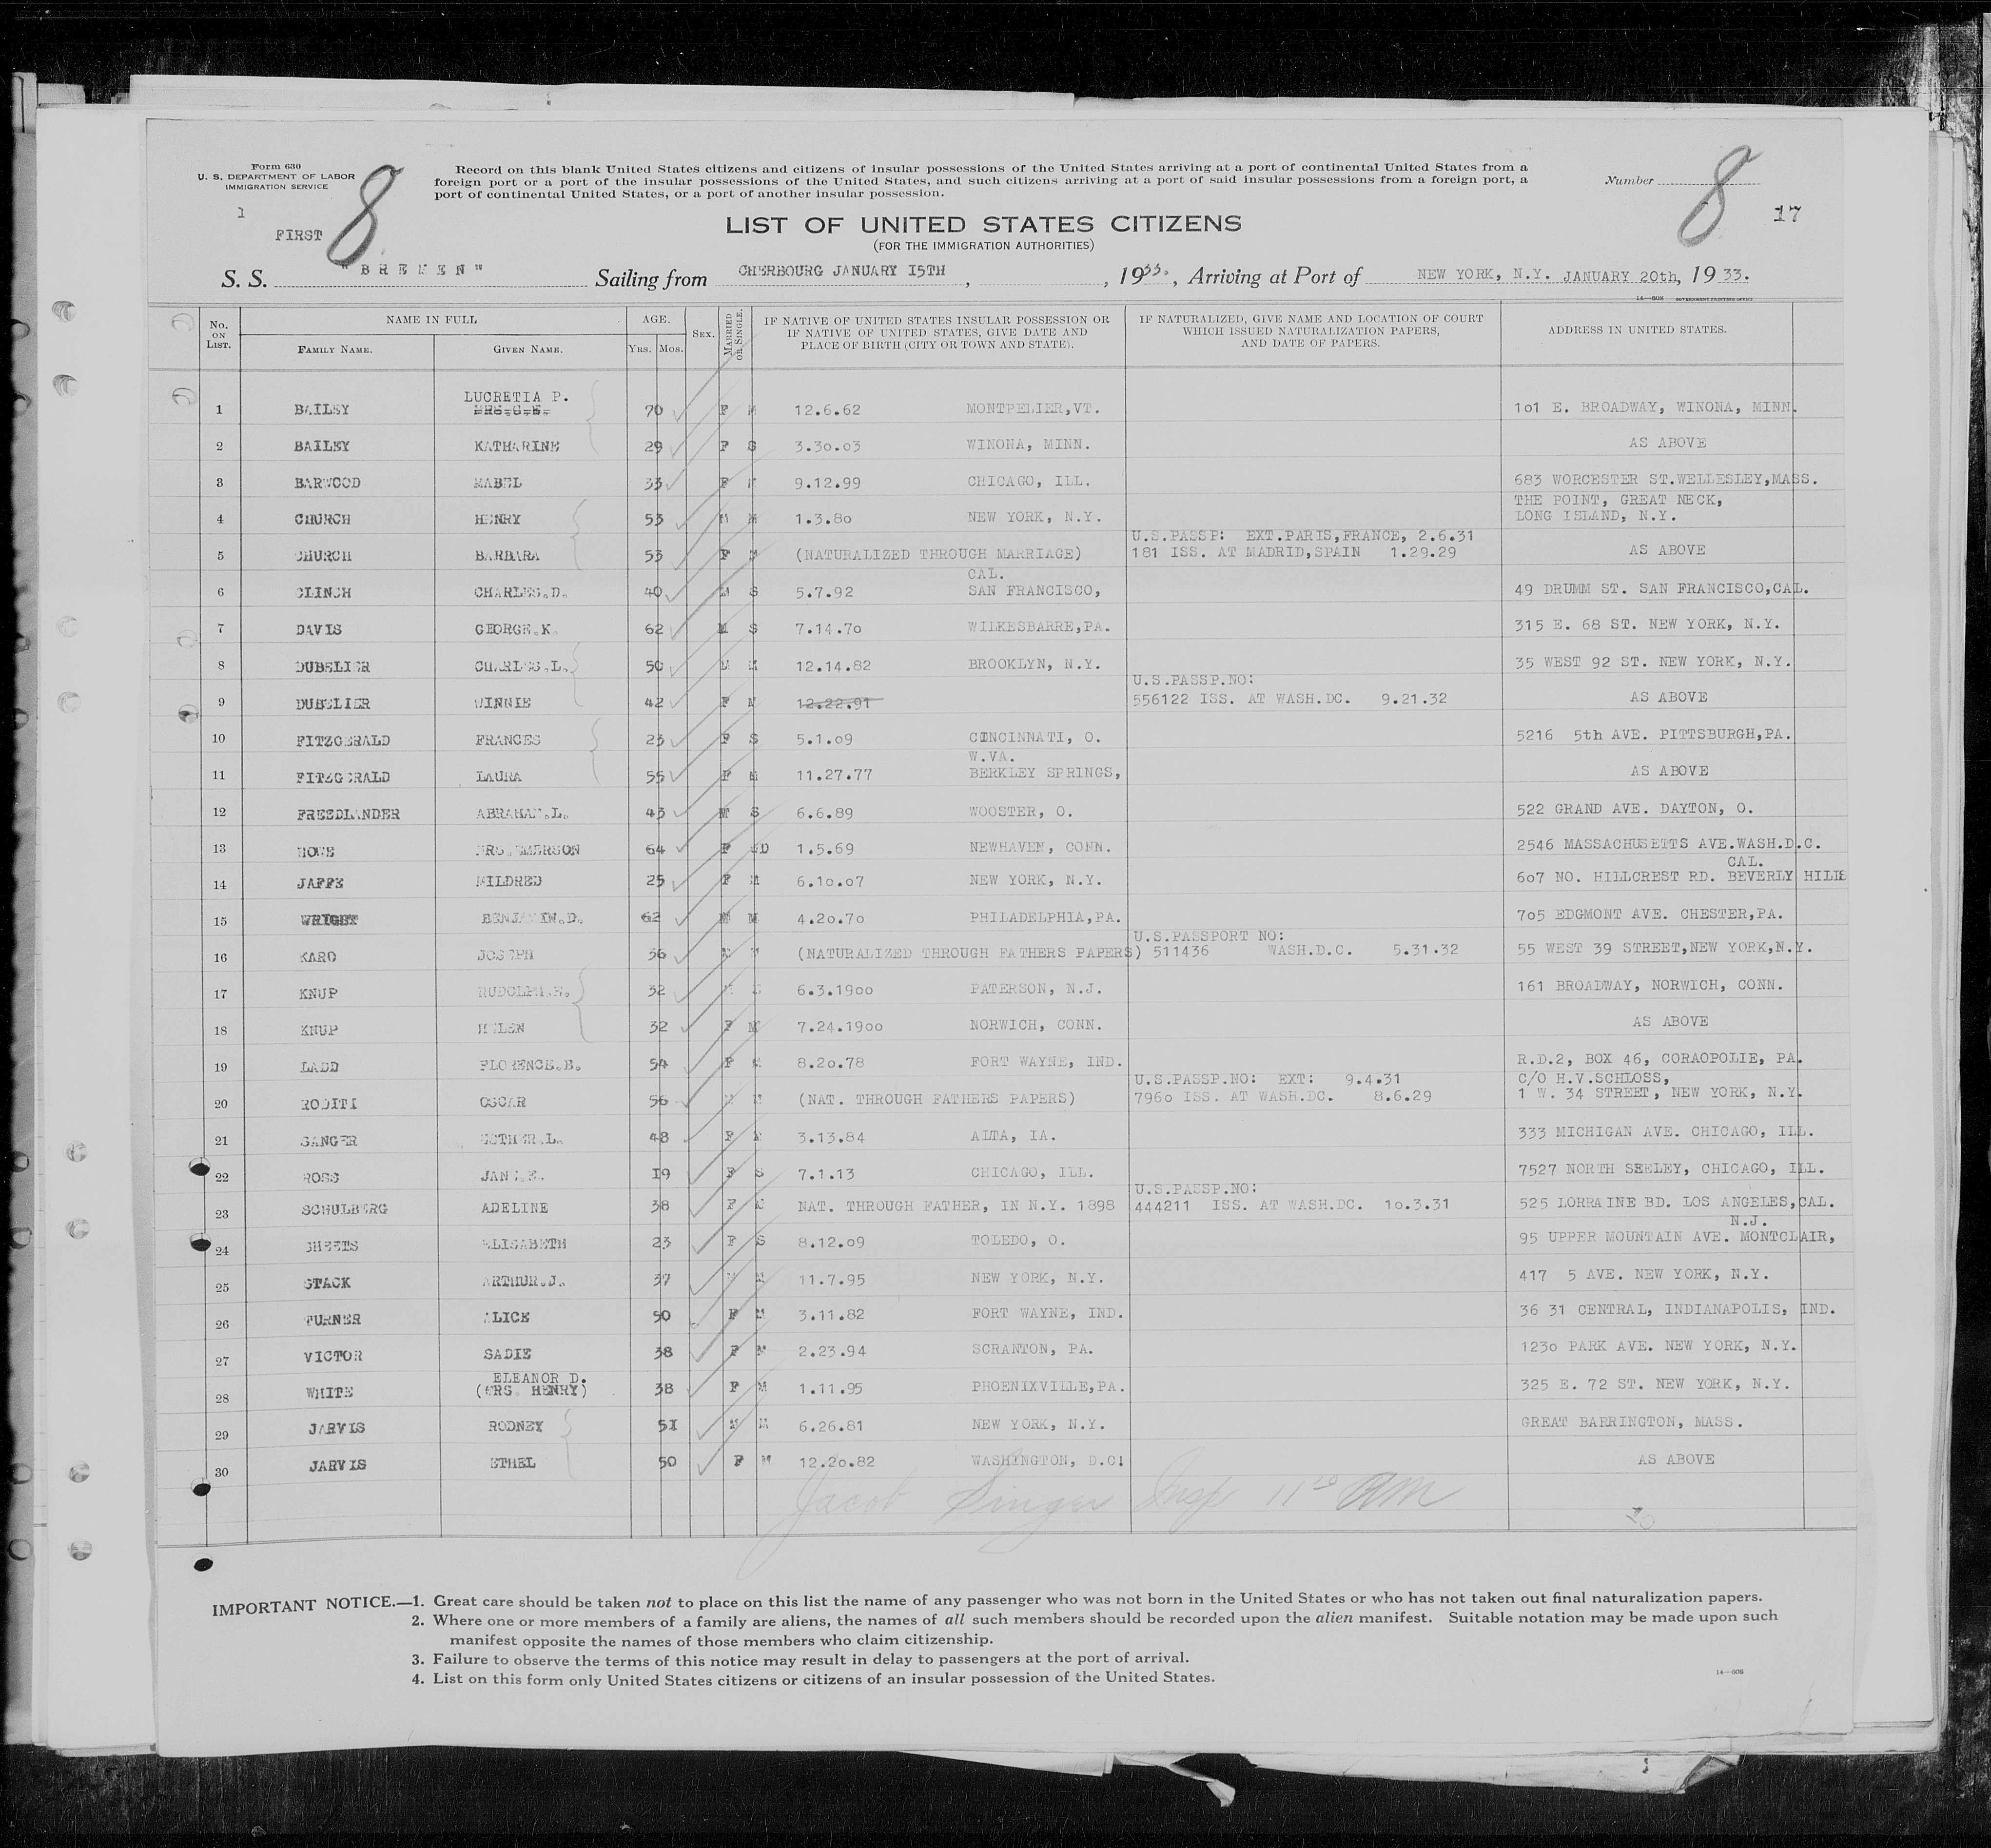 Form 630
U. S. DEPARTMENT OF LABOR
IMMIGRATION SERVICE
1
FIRST
8
Record on this blank United States citizens and citizens of insular possessions of the United States arriving at a port of continental United States from a
foreign port or a port of the insular possessions of the United States, and such citizens arriving at a port of said insular possessions from a foreign port, a
port of continental United States, or a port of another insular possession.
Number 8
17
LIST OF UNITED STATES CITIZENS
(FOR THE IMMIGRATION AUTHORITIES)
S. S. "BREMEN" Sailing from CHERBOURG JANUARY I5TH, , 1933., Arriving at Port of NEW YORK, N.Y. JANUARY 20th, 1933.
14—608 GOVERNMENT PRINTING OFFICE
No. ON LIST. NAME IN FULL FAMILY NAME. GIVEN NAME. AGE. YRS. MOS. SEX. MARRIED OR SINGLE. IF NATIVE OF UNITED STATES INSULAR POSSESSION OR IF NATIVE OF UNITED STATES, GIVE DATE AND PLACE OF BIRTH (CITY OR TOWN AND STATE). IF NATURALIZED, GIVE NAME AND LOCATION OF COURT WHICH ISSUED NATURALIZATION PAPERS, AND DATE OF PAPERS. ADDRESS IN UNITED STATES.
LUCRETIA P.
1 BAILEY 70 F M 12.6.62 MONTPELIER,VT. 101 E. BROADWAY, WINONA, MINN.
2 BAILEY KATHARINE 29 F S 3.30.03 WINONA, MINN. AS ABOVE
3 BARWOOD MABEL 33 F M 9.12.99 CHICAGO, ILL. 683 WORCESTER ST.WELLESLEY,MASS.
THE POINT, GREAT NECK,
4 CHURCH HENRY 53 M M 1.3.80 NEW YORK, N.Y. LONG ISLAND, N.Y.
U.S.PASSP: EXT.PARIS,FRANCE, 2.6.31
5 CHURCH BARBARA 53 F M (NATURALIZED THROUGH MARRIAGE) 181 ISS. AT MADRID,SPAIN 1.29.29 AS ABOVE
CAL.
6 CLINCH CHARLES.D. 40 M S 5.7.92 SAN FRANCISCO, 49 DRUMM ST. SAN FRANCISCO,CAL.
7 DAVIS GEORGE.K. 62 M S 7.14.70 WILKESBARRE,PA. 315 E. 68 ST. NEW YORK, N.Y.
8 DUBELIER CHARLES.L. 50 M M 12.14.82 BROOKLYN, N.Y. 35 WEST 92 ST. NEW YORK, N.Y.
U.S.PASSP.NO:
9 DUBELIER WINNIE 42 F M 12.22.91 556122 ISS. AT WASH.DC. 9.21.32 AS ABOVE
10 FITZGERALD FRANCES 23 F S 5.1.09 CINCINNATI, O. 5216 5th AVE. PITTSBURGH,PA.
W.VA.
11 FITZGERALD LAURA 55 F M 11.27.77 BERKLEY SPRINGS, AS ABOVE
12 FREEDLANDER ABRAHAM.L. 43 M S 6.6.89 WOOSTER, O. 522 GRAND AVE. DAYTON, O.
13 HOWE MRS.EMERSON 64 F WD 1.5.69 NEWHAVEN, CONN. 2546 MASSACHUSETTS AVE.WASH.D.C.
CAL.
14 JAFFE MILDRED 25 F M 6.10.07 NEW YORK, N.Y. 607 NO. HILLCREST RD. BEVERLY HILLS
15 WRIGHT BENJAMIN.D. 62 M M 4.20.70 PHILADELPHIA,PA. 705 EDGMONT AVE. CHESTER,PA.
U.S.PASSPORT NO:
16 KARO JOSEPH 36 M M (NATURALIZED THROUGH FATHERS PAPERS) 511436 WASH.D.C. 5.31.32 55 WEST 39 STREET,NEW YORK,N.Y.
17 KNUP RUDOLPH.E. 32 M 6.3.1900 PATERSON, N.J. 161 BROADWAY, NORWICH, CONN.
18 KNUP HELEN 32 F M 7.24.1900 NORWICH, CONN. AS ABOVE
19 LADD FLORENCE.B. 54 F 8.20.78 FORT WAYNE, IND. R.D.2, BOX 46, CORAOPOLIE, PA.
U.S.PASSP.NO: EXT: 9.4.31 C/O H.V.SCHLOSS,
20 RODITI OSCAR 56 M M (NAT. THROUGH FATHERS PAPERS) 7960 ISS. AT WASH.DC. 8.6.29 1 W. 34 STREET, NEW YORK, N.Y.
21 SANGER ESTHER.L. 48 F M 3.13.84 ALTA, IA. 333 MICHIGAN AVE. CHICAGO, ILL.
22 ROSS JANE.E. I9 F S 7.1.13 CHICAGO, ILL. 7527 NORTH SEELEY, CHICAGO, ILL.
U.S.PASSP.NO:
23 SCHULBERG ADELINE 38 F NAT. THROUGH FATHER, IN N.Y. 1898 444211 ISS. AT WASH.DC. 10.3.31 525 LORRAINE BD. LOS ANGELES,CAL.
N.J.
24 SHEETS ELISABETH 23 F S 8.12.09 TOLEDO, O. 95 UPPER MOUNTAIN AVE. MONTCLAIR,
25 STACK ARTHUR.J. 37 M M 11.7.95 NEW YORK, N.Y. 417 5 AVE. NEW YORK, N.Y.
26 TURNER ALICE 50 F M 3.11.82 FORT WAYNE, IND. 36 31 CENTRAL, INDIANAPOLIS, IND.
27 VICTOR SADIE 38 F M 2.23.94 SCRANTON, PA. 1230 PARK AVE. NEW YORK, N.Y.
ELEANOR D.
28 WHITE (MRS. HENRY) 38 F M 1.11.95 PHOENIXVILLE,PA. 325 E. 72 ST. NEW YORK, N.Y.
29 JARVIS RODNEY 5I M M 6.26.81 NEW YORK, N.Y. GREAT BARRINGTON, MASS.
30 JARVIS ETHEL 50 F M 12.20.82 WASHINGTON, D.C. AS ABOVE
Jacob Singer Insp 11 AM
IMPORTANT NOTICE.—1. Great care should be taken not to place on this list the name of any passenger who was not born in the United States or who has not taken out final naturalization papers.
2. Where one or more members of a family are aliens, the names of all such members should be recorded upon the alien manifest. Suitable notation may be made upon such
manifest opposite the names of those members who claim citizenship.
3. Failure to observe the terms of this notice may result in delay to passengers at the port of arrival.
4. List on this form only United States citizens or citizens of an insular possession of the United States.
14—608